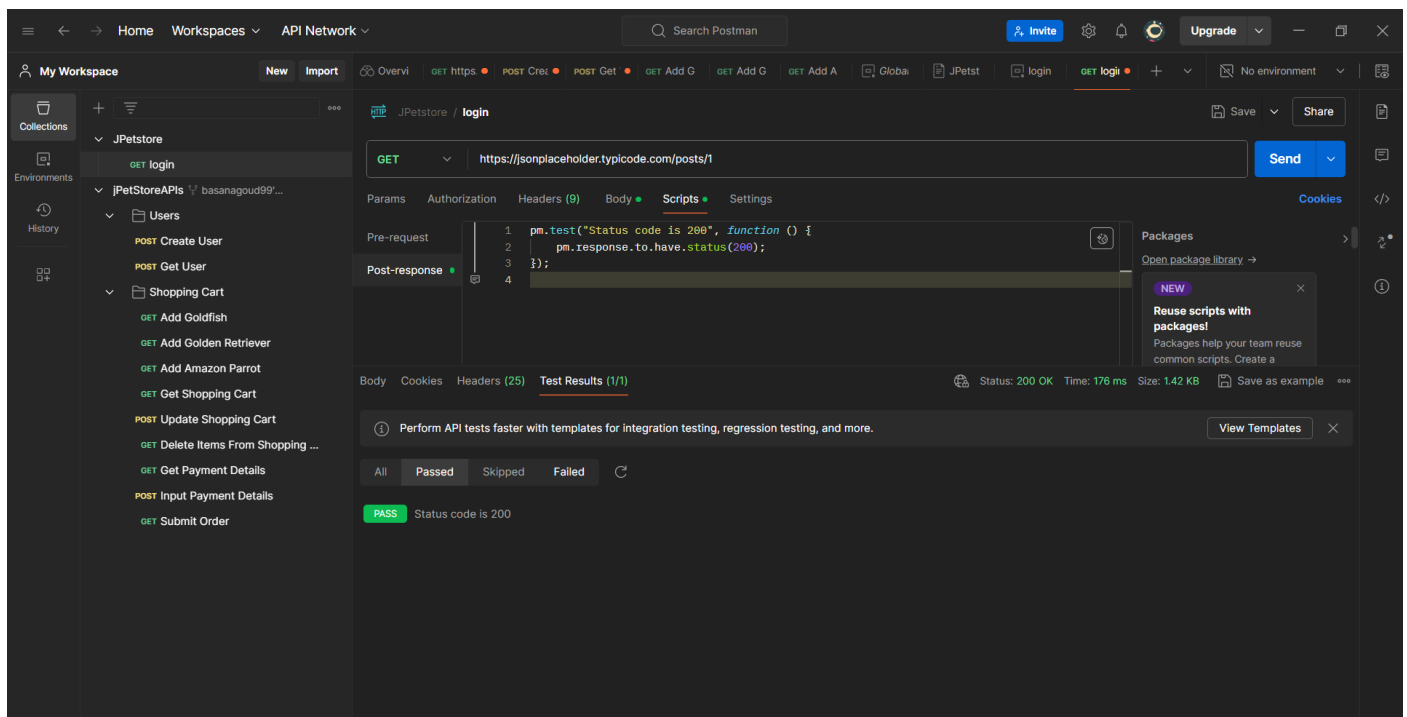 Home Workspaces API Network Search Postman Invite Upgrade
My Workspace New Import Overvi GET https. POST Crea POST Get GET Add G GET Add G GET Add A Globa JPetst login GET login No environment
Collections
Environments
History
JPetstore
GET login
jPetStoreAPIs basanagoud99'...
Users
POST Create User
POST Get User
Shopping Cart
GET Add Goldfish
GET Add Golden Retriever
GET Add Amazon Parrot
GET Get Shopping Cart
POST Update Shopping Cart
GET Delete Items From Shopping ...
GET Get Payment Details
POST Input Payment Details
GET Submit Order
HTTP JPetstore / login Save Share
GET https://jsonplaceholder.typicode.com/posts/1 Send
Params Authorization Headers (9) Body Scripts Settings Cookies
Pre-request
Post-response
1 pm.test("Status code is 200", function () {
2 pm.response.to.have.status(200);
3 });
4
Packages
Open package library →
NEW
Reuse scripts with
packages!
Packages help your team reuse
common scripts. Create a
Body Cookies Headers (25) Test Results (1/1) Status: 200 OK Time: 176 ms Size: 1.42 KB Save as example
Perform API tests faster with templates for integration testing, regression testing, and more. View Templates
All Passed Skipped Failed
PASS Status code is 200